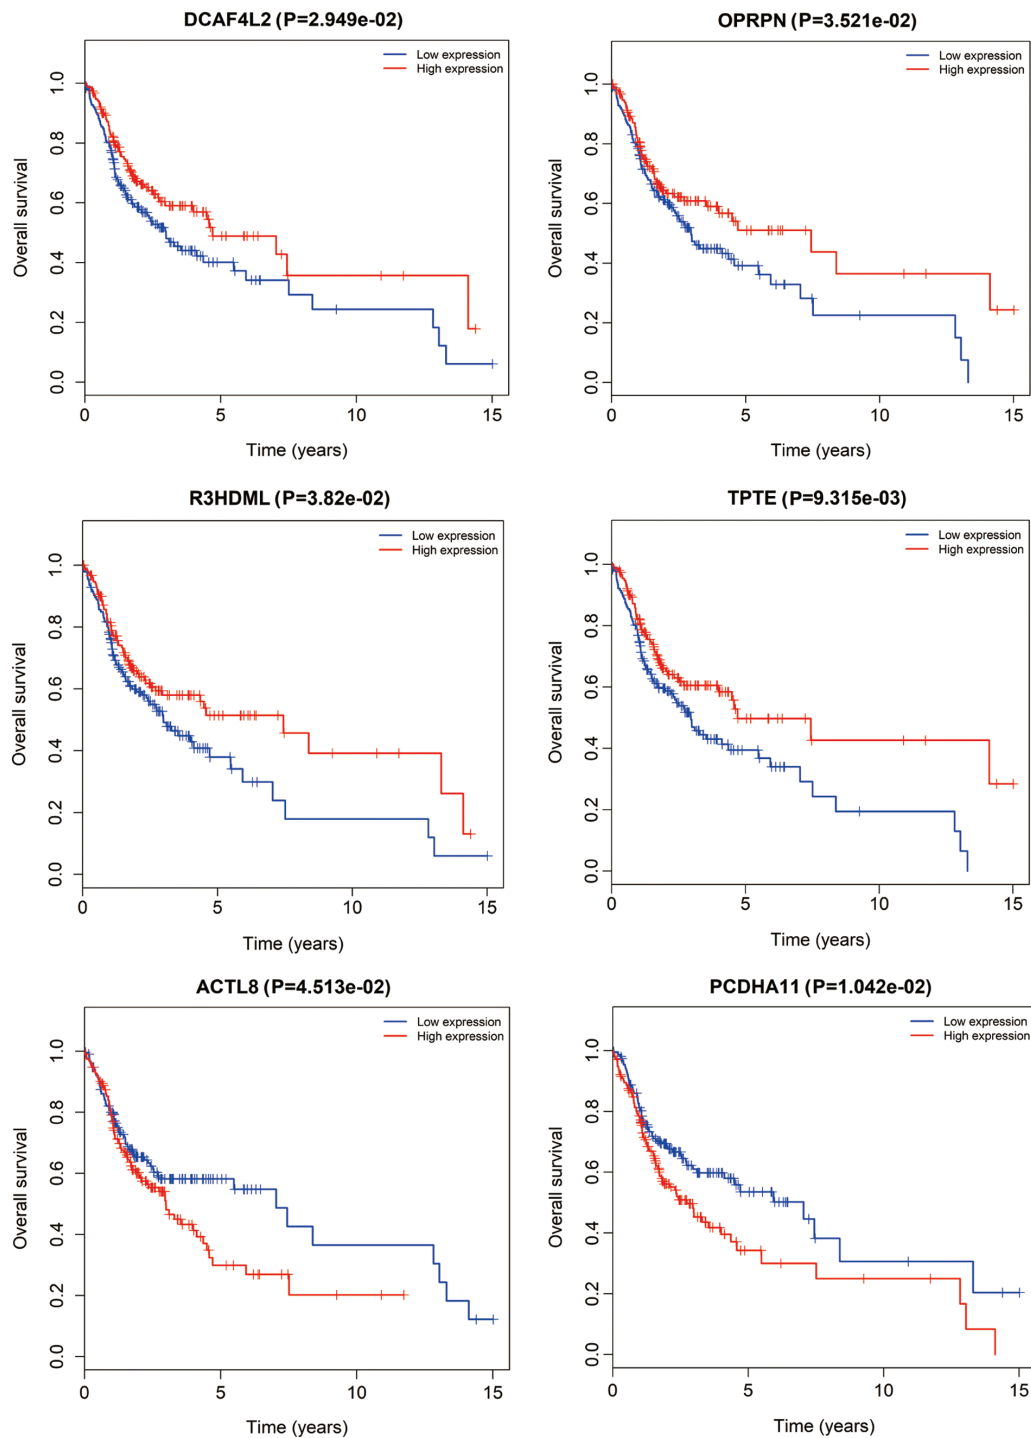 DCAF4L2 (P=2.949e-02)
Low expression
High expression
Overall survival
1.0
0.8
0.6
0.4
0.2
0.0
0 5 10 15
Time (years)
OPRPN (P=3.521e-02)
Low expression
High expression
Overall survival
1.0
0.8
0.6
0.4
0.2
0.0
0 5 10 15
Time (years)
R3HDML (P=3.82e-02)
Low expression
High expression
Overall survival
1.0
0.8
0.6
0.4
0.2
0.0
0 5 10 15
Time (years)
TPTE (P=9.315e-03)
Low expression
High expression
Overall survival
1.0
0.8
0.6
0.4
0.2
0.0
0 5 10 15
Time (years)
ACTL8 (P=4.513e-02)
Low expression
High expression
Overall survival
1.0
0.8
0.6
0.4
0.2
0.0
0 5 10 15
Time (years)
PCDHA11 (P=1.042e-02)
Low expression
High expression
Overall survival
1.0
0.8
0.6
0.4
0.2
0.0
0 5 10 15
Time (years)